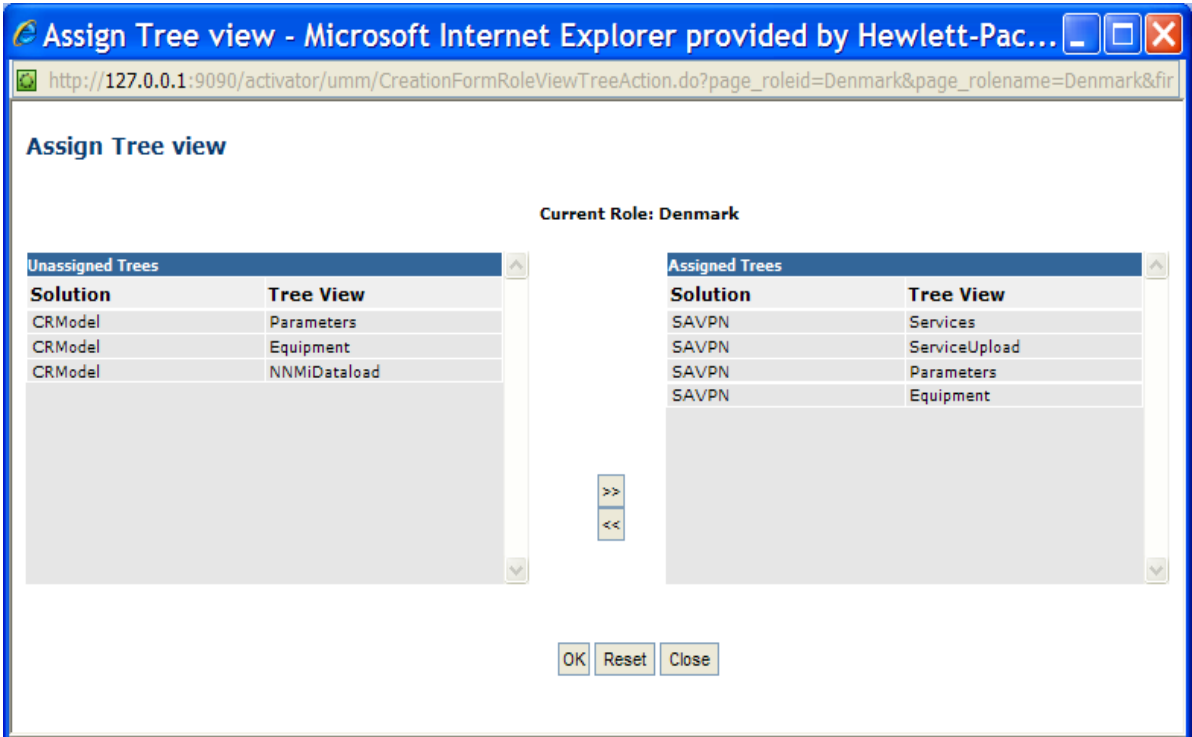 Assign Tree view - Microsoft Internet Explorer provided by Hewlett-Pac...
http://127.0.0.1:9090/activator/umm/CreationFormRoleViewTreeAction.do?page_roleid=Denmark&page_rolename=Denmark&fir
Assign Tree view
Current Role: Denmark
Unassigned Trees
Solution Tree View
CRModel Parameters
CRModel Equipment
CRModel NNMiDataload
>>
<<
Assigned Trees
Solution Tree View
SAVPN Services
SAVPN ServiceUpload
SAVPN Parameters
SAVPN Equipment
OK Reset Close